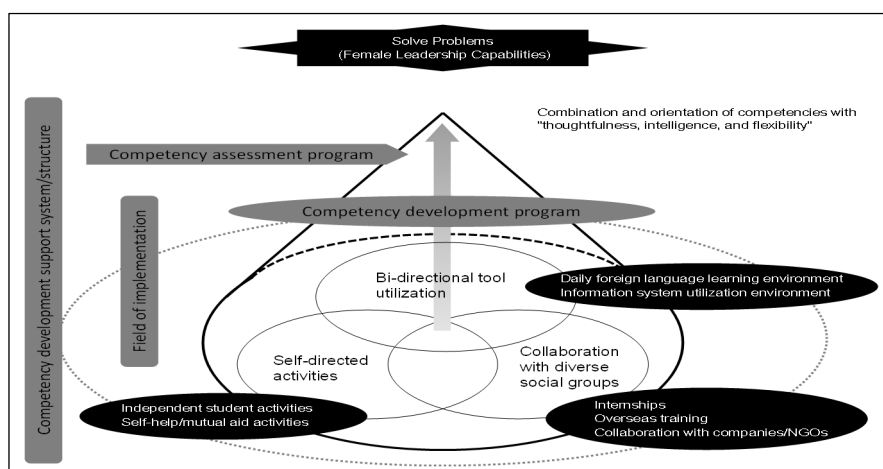 Solve Problems
(Female Leadership Capabilities)
Combination and orientation of competencies with
"thoughtfulness, intelligence, and flexibility"
Competency development support system/structure
Competency assessment program
Field of implementation
Competency development program
Bi-directional tool
utilization
Daily foreign language learning environment
Information system utilization environment
Self-directed
activities
Collaboration
with diverse
social groups
Independent student activities
Self-help/mutual aid activities
Internships
Overseas training
Collaboration with companies/NGOs